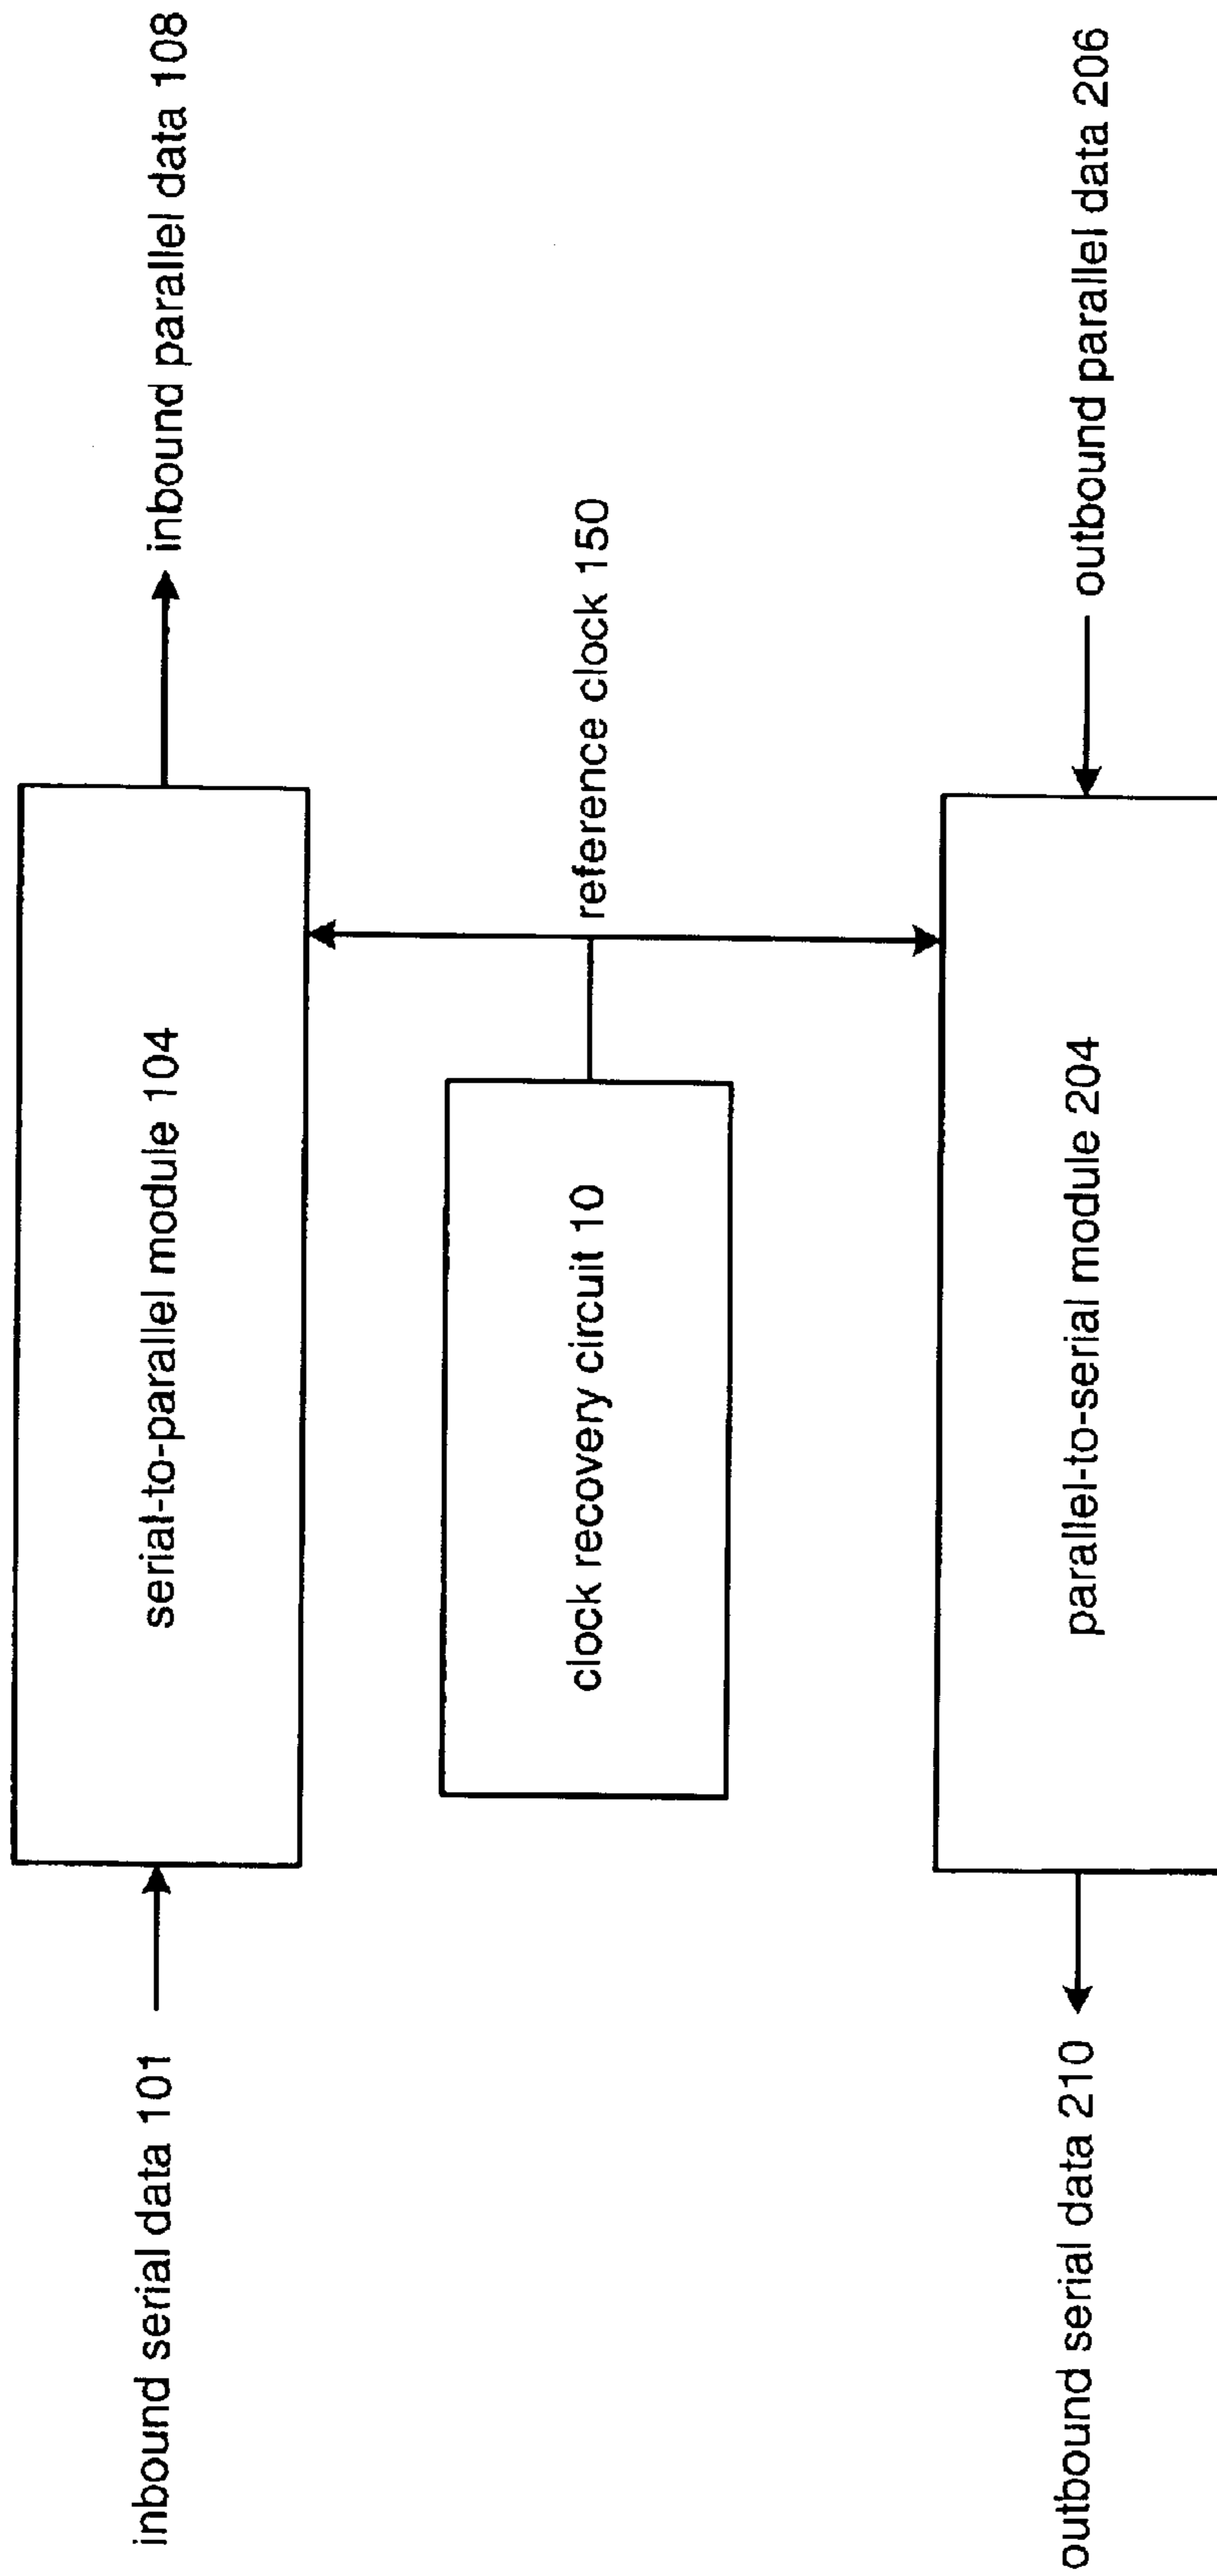 inbound serial data 101
serial-to-parallel module 104
inbound parallel data 108
clock recovery circuit 10
reference clock 150
outbound serial data 210
parallel-to-serial module 204
outbound parallel data 206